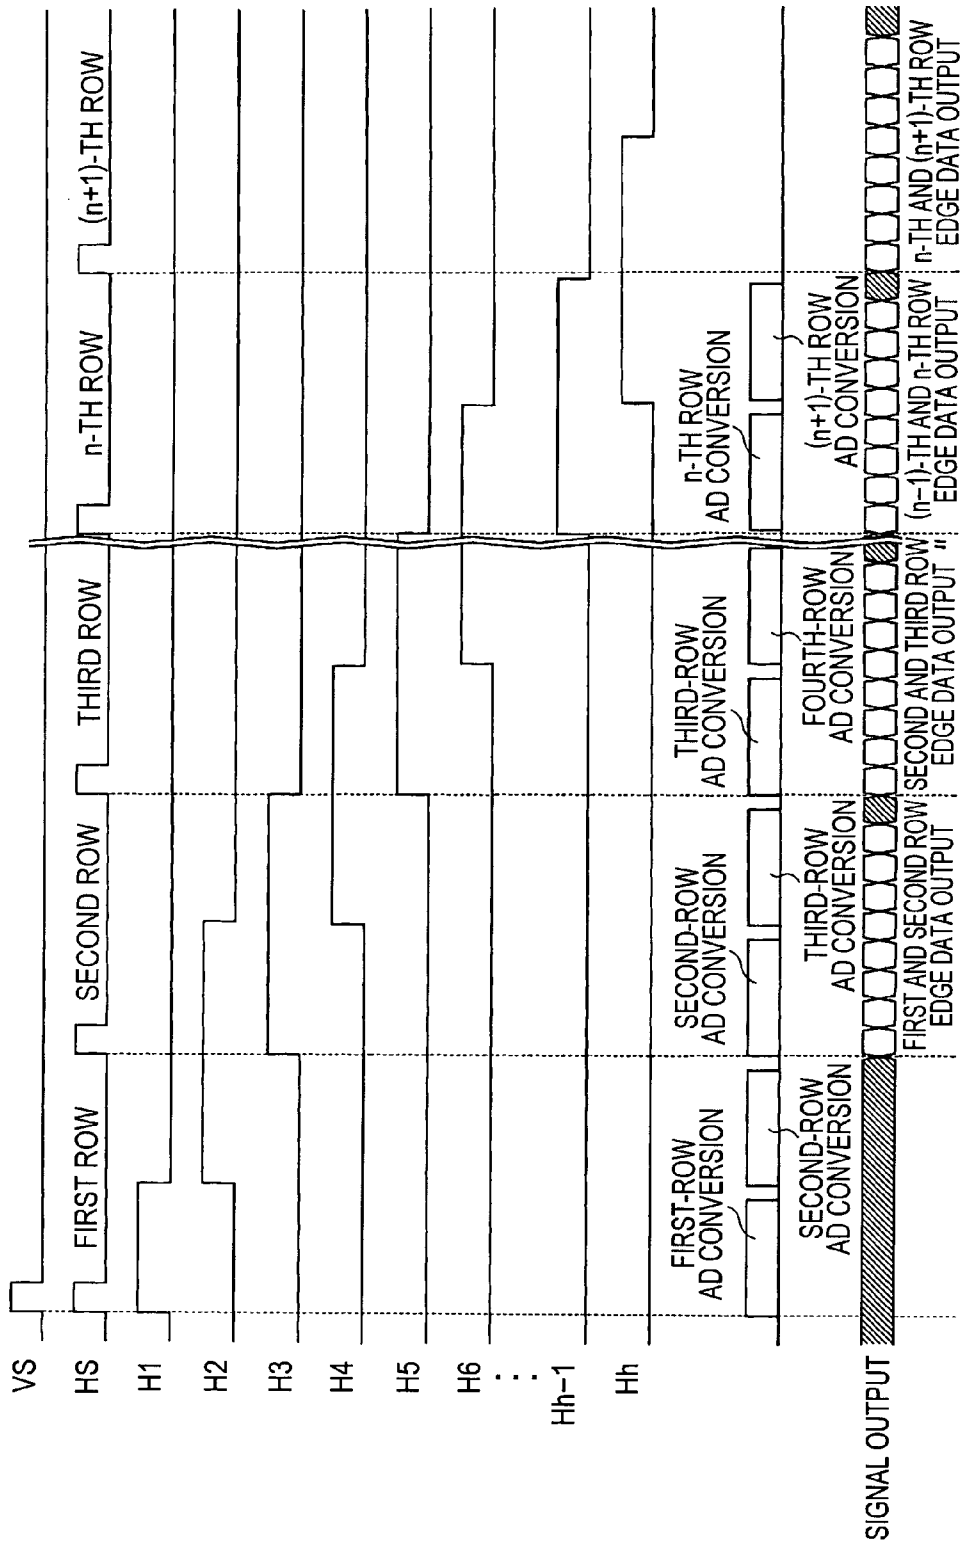 VS
HS
FIRST ROW
SECOND ROW
THIRD ROW
n-TH ROW
(n+1)-TH ROW
H1
H2
H3
H4
H5
H6
Hh-1
Hh
FIRST-ROW
AD CONVERSION
SECOND-ROW
AD CONVERSION
THIRD-ROW
AD CONVERSION
n-TH ROW
AD CONVERSION
SECOND-ROW
AD CONVERSION
THIRD-ROW
AD CONVERSION
FOURTH-ROW
AD CONVERSION
(n+1)-TH ROW
AD CONVERSION
SIGNAL OUTPUT
FIRST AND SECOND ROW
EDGE DATA OUTPUT
SECOND AND THIRD ROW
EDGE DATA OUTPUT "
(n-1)-TH AND n-TH ROW
EDGE DATA OUTPUT
n-TH AND (n+1)-TH ROW
EDGE DATA OUTPUT